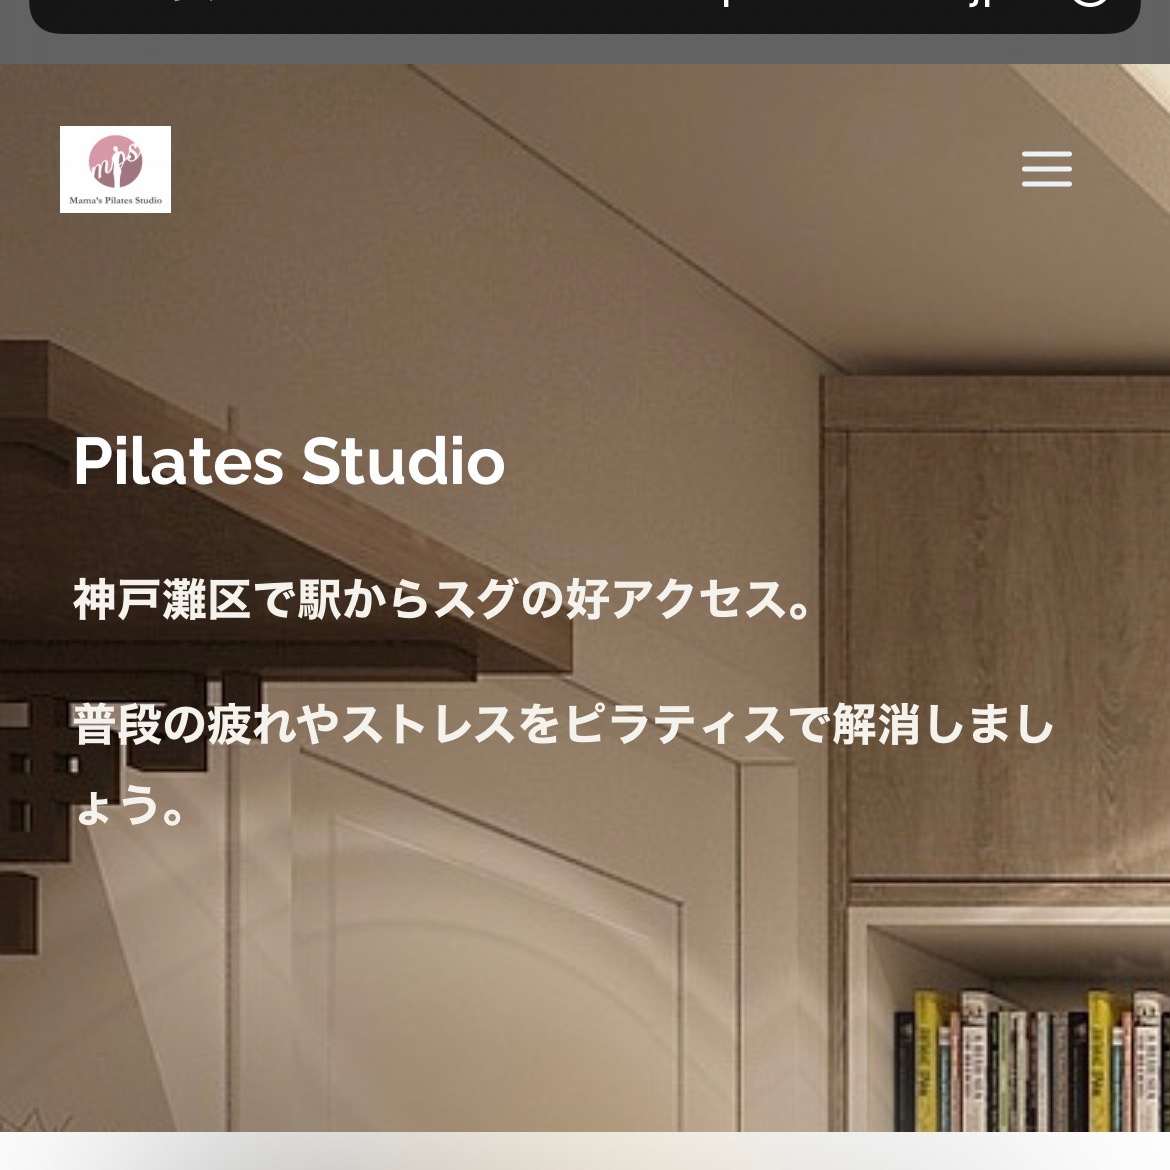 mps
Mama's Pilates Studio
Pilates Studio
神戸灘区で駅からスグの好アクセス。
普段の疲れやストレスをピラティスで解消しまし
ょう。